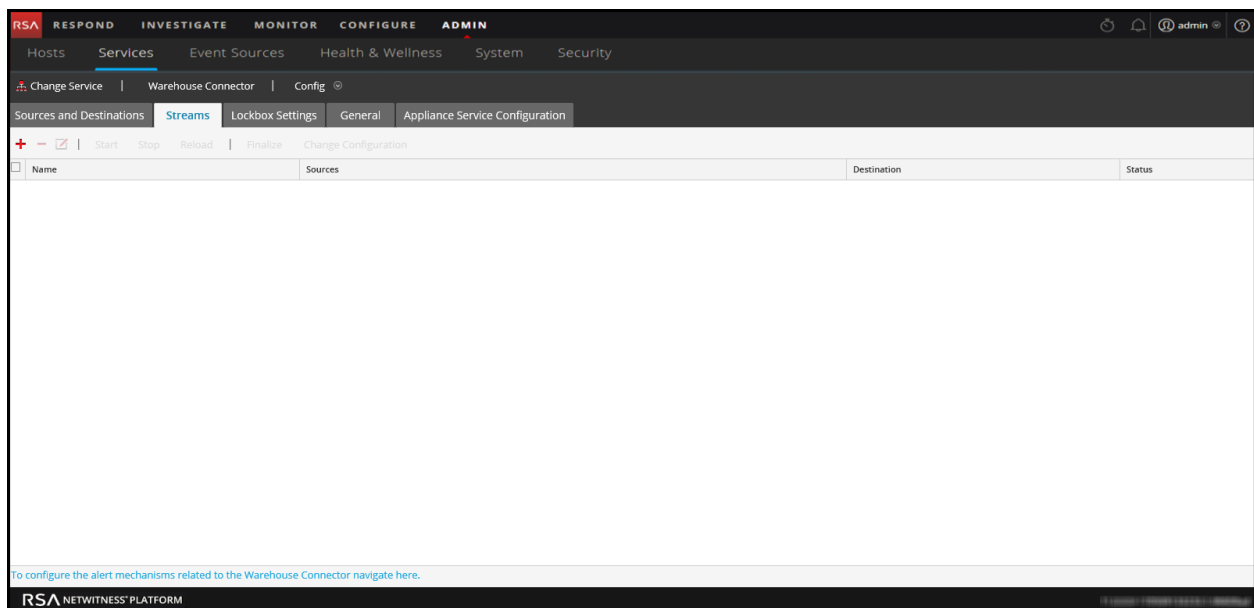 RSA RESPOND INVESTIGATE MONITOR CONFIGURE ADMIN admin
Hosts Services Event Sources Health & Wellness System Security
Change Service | Warehouse Connector | Config
Sources and Destinations Streams Lockbox Settings General Appliance Service Configuration
Start Stop Reload | Finalize Change Configuration
Name Sources Destination Status
To configure the alert mechanisms related to the Warehouse Connector navigate here.
RSA NETWITNESS PLATFORM